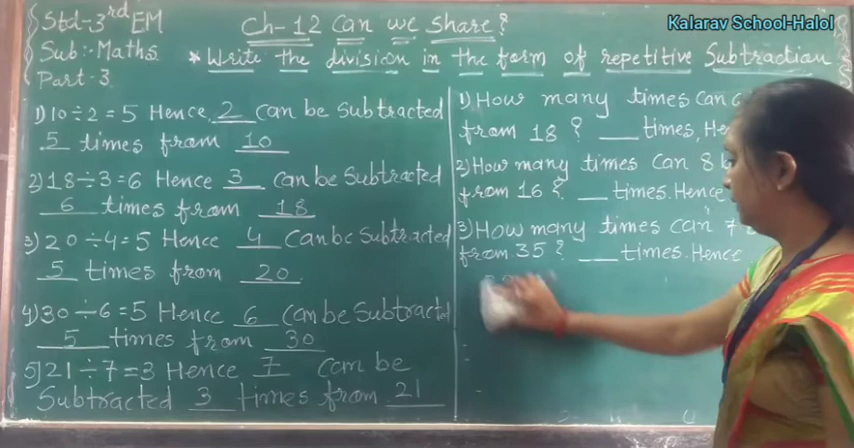 Std-3rd EM
Sub:- Maths
Part-3
Ch-12 Can we Share?
* Write the division in the form of repetitive Subtraction
Kalarav School-Halol
1) 10÷2=5 Hence, 2 can be Subtracted
5 times from 10
2) 18÷3=6 Hence 3 can be Subtracted
6 times from 18
3) 20÷4=5 Hence 4 can be Subtracted
5 times from 20
4) 30÷6=5 Hence 6 can be Subtracted
5 times from 30
5) 21÷7=3 Hence 7 can be
Subtracted 3 times from 21
1) How many times can
from 18? ___ times,
2) How many times can 8
from 16? ___ times. Hence
3) How many times can 7
from 35? ___ times. Hence